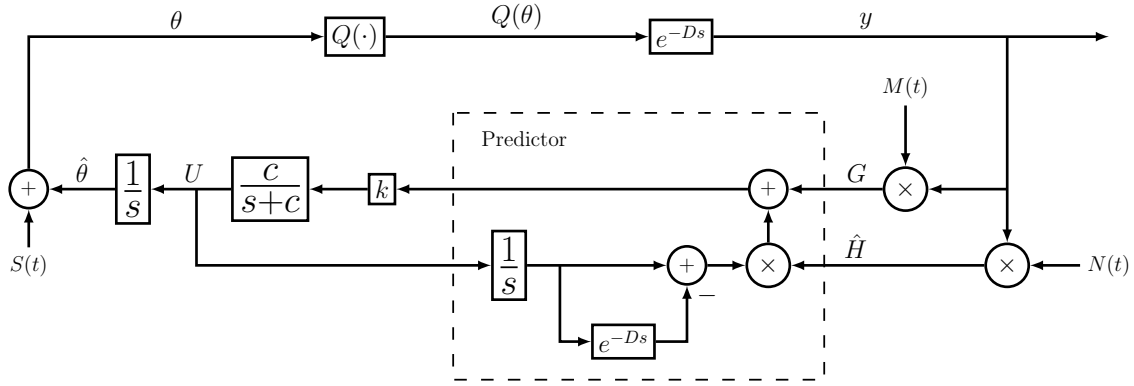 θ
Q(·)
Q(θ)
e^{-Ds}
y
M(t)
Predictor
θ̂
1/s
U
c/(s+c)
k
+
G
×
+
S(t)
1/s
+
×
Ĥ
×
N(t)
−
e^{-Ds}